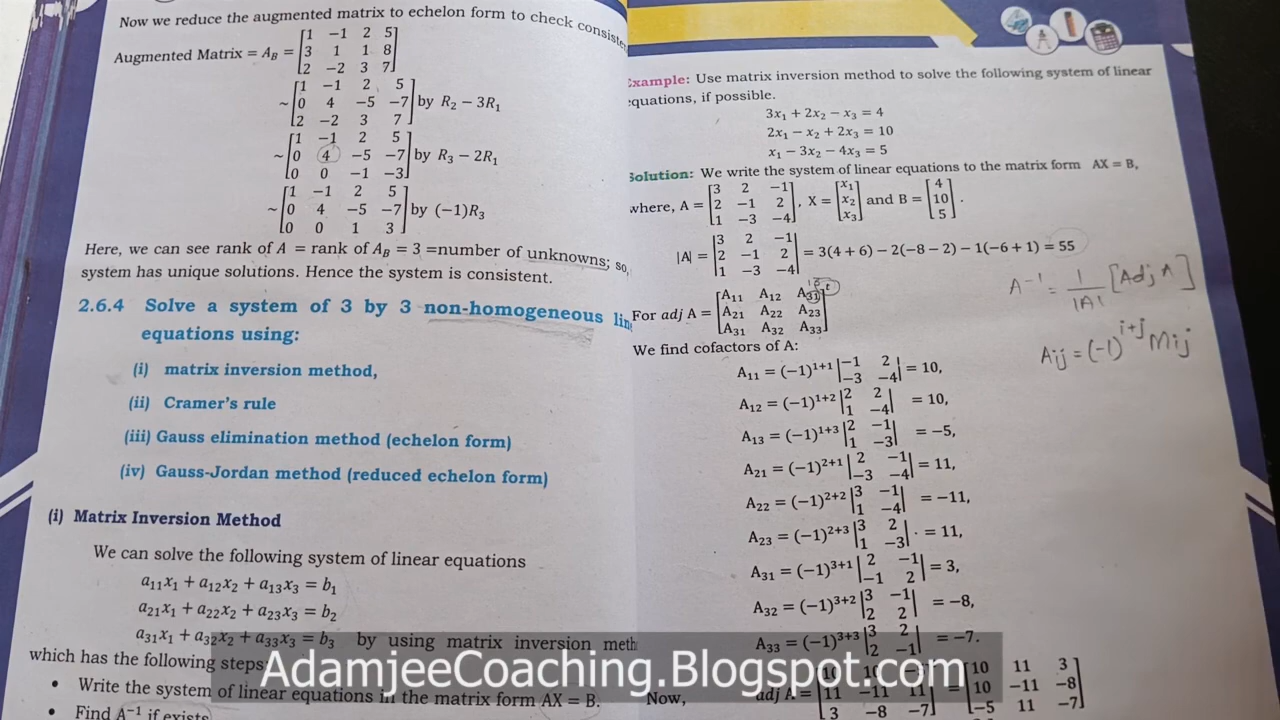 Now we reduce the augmented matrix to echelon form to check
Augmented Matrix = A_B = [1 −1 2 5
3 1 1 8
2 −2 3 7]
~ [1 −1 2 5
0 4 −5 −7
2 −2 3 7] by R₂ − 3R₁
~ [1 −1 2 5
0 4 −5 −7
0 0 −1 −3] by R₃ − 2R₁
~ [1 −1 2 5
0 4 −5 −7
0 0 1 3] by (−1)R₃
Here, we can see rank of A = rank of A_B = 3 =number of unknowns; so,
system has unique solutions. Hence the system is consistent.
2.6.4 Solve a system of 3 by 3 non-homogeneous
equations using:
(i) matrix inversion method,
(ii) Cramer's rule
(iii) Gauss elimination method (echelon form)
(iv) Gauss-Jordan method (reduced echelon form)
(i) Matrix Inversion Method
We can solve the following system of linear equations
a₁₁x₁ + a₁₂x₂ + a₁₃x₃ = b₁
a₂₁x₁ + a₂₂x₂ + a₂₃x₃ = b₂
a₃₁x₁ + a₃₂x₂ + a₃₃x₃ = b₃ by using matrix inversion
which has the following steps
• Write the system of linear equations in the matrix form AX = B.
• Find A⁻¹ if exists
Example: Use matrix inversion method to solve the following system of linear
equations, if possible.
3x₁ + 2x₂ − x₃ = 4
2x₁ − x₂ + 2x₃ = 10
x₁ − 3x₂ − 4x₃ = 5
Solution: We write the system of linear equations to the matrix form AX = B,
where, A = [3 2 −1
2 −1 2
1 −3 −4], X = [x₁
x₂
x₃] and B = [4
10
5].
|A| = |3 2 −1
2 −1 2
1 −3 −4| = 3(4 + 6) − 2(−8 − 2) − 1(−6 + 1) = 55
For adj A = [A₁₁ A₁₂ A₃₁
A₂₁ A₂₂ A₂₃
A₃₁ A₃₂ A₃₃]ᵗ
We find cofactors of A:
A₁₁ = (−1)¹⁺¹ |−1 2
−3 −4| = 10,
A₁₂ = (−1)¹⁺² |2 2
1 −4| = 10,
A₁₃ = (−1)¹⁺³ |2 −1
1 −3| = −5,
A₂₁ = (−1)²⁺¹ |2 −1
−3 −4| = 11,
A₂₂ = (−1)²⁺² |3 −1
1 −4| = −11,
A₂₃ = (−1)²⁺³ |3 2
1 −3| = 11,
A₃₁ = (−1)³⁺¹ |2 −1
−1 2| = 3,
A₃₂ = (−1)³⁺² |3 −1
2 2| = −8,
A₃₃ = (−1)³⁺³ |3 2
2 −1| = −7.
Now, adj A = [10 10
11 −11 11
3 −8 −7] = [10 11 3
10 −11 −8
−5 11 −7]
A⁻¹ = 1/|A| [Adj A]
Aij = (−1)^i+j Mij
AdamjeeCoaching.Blogspot.com